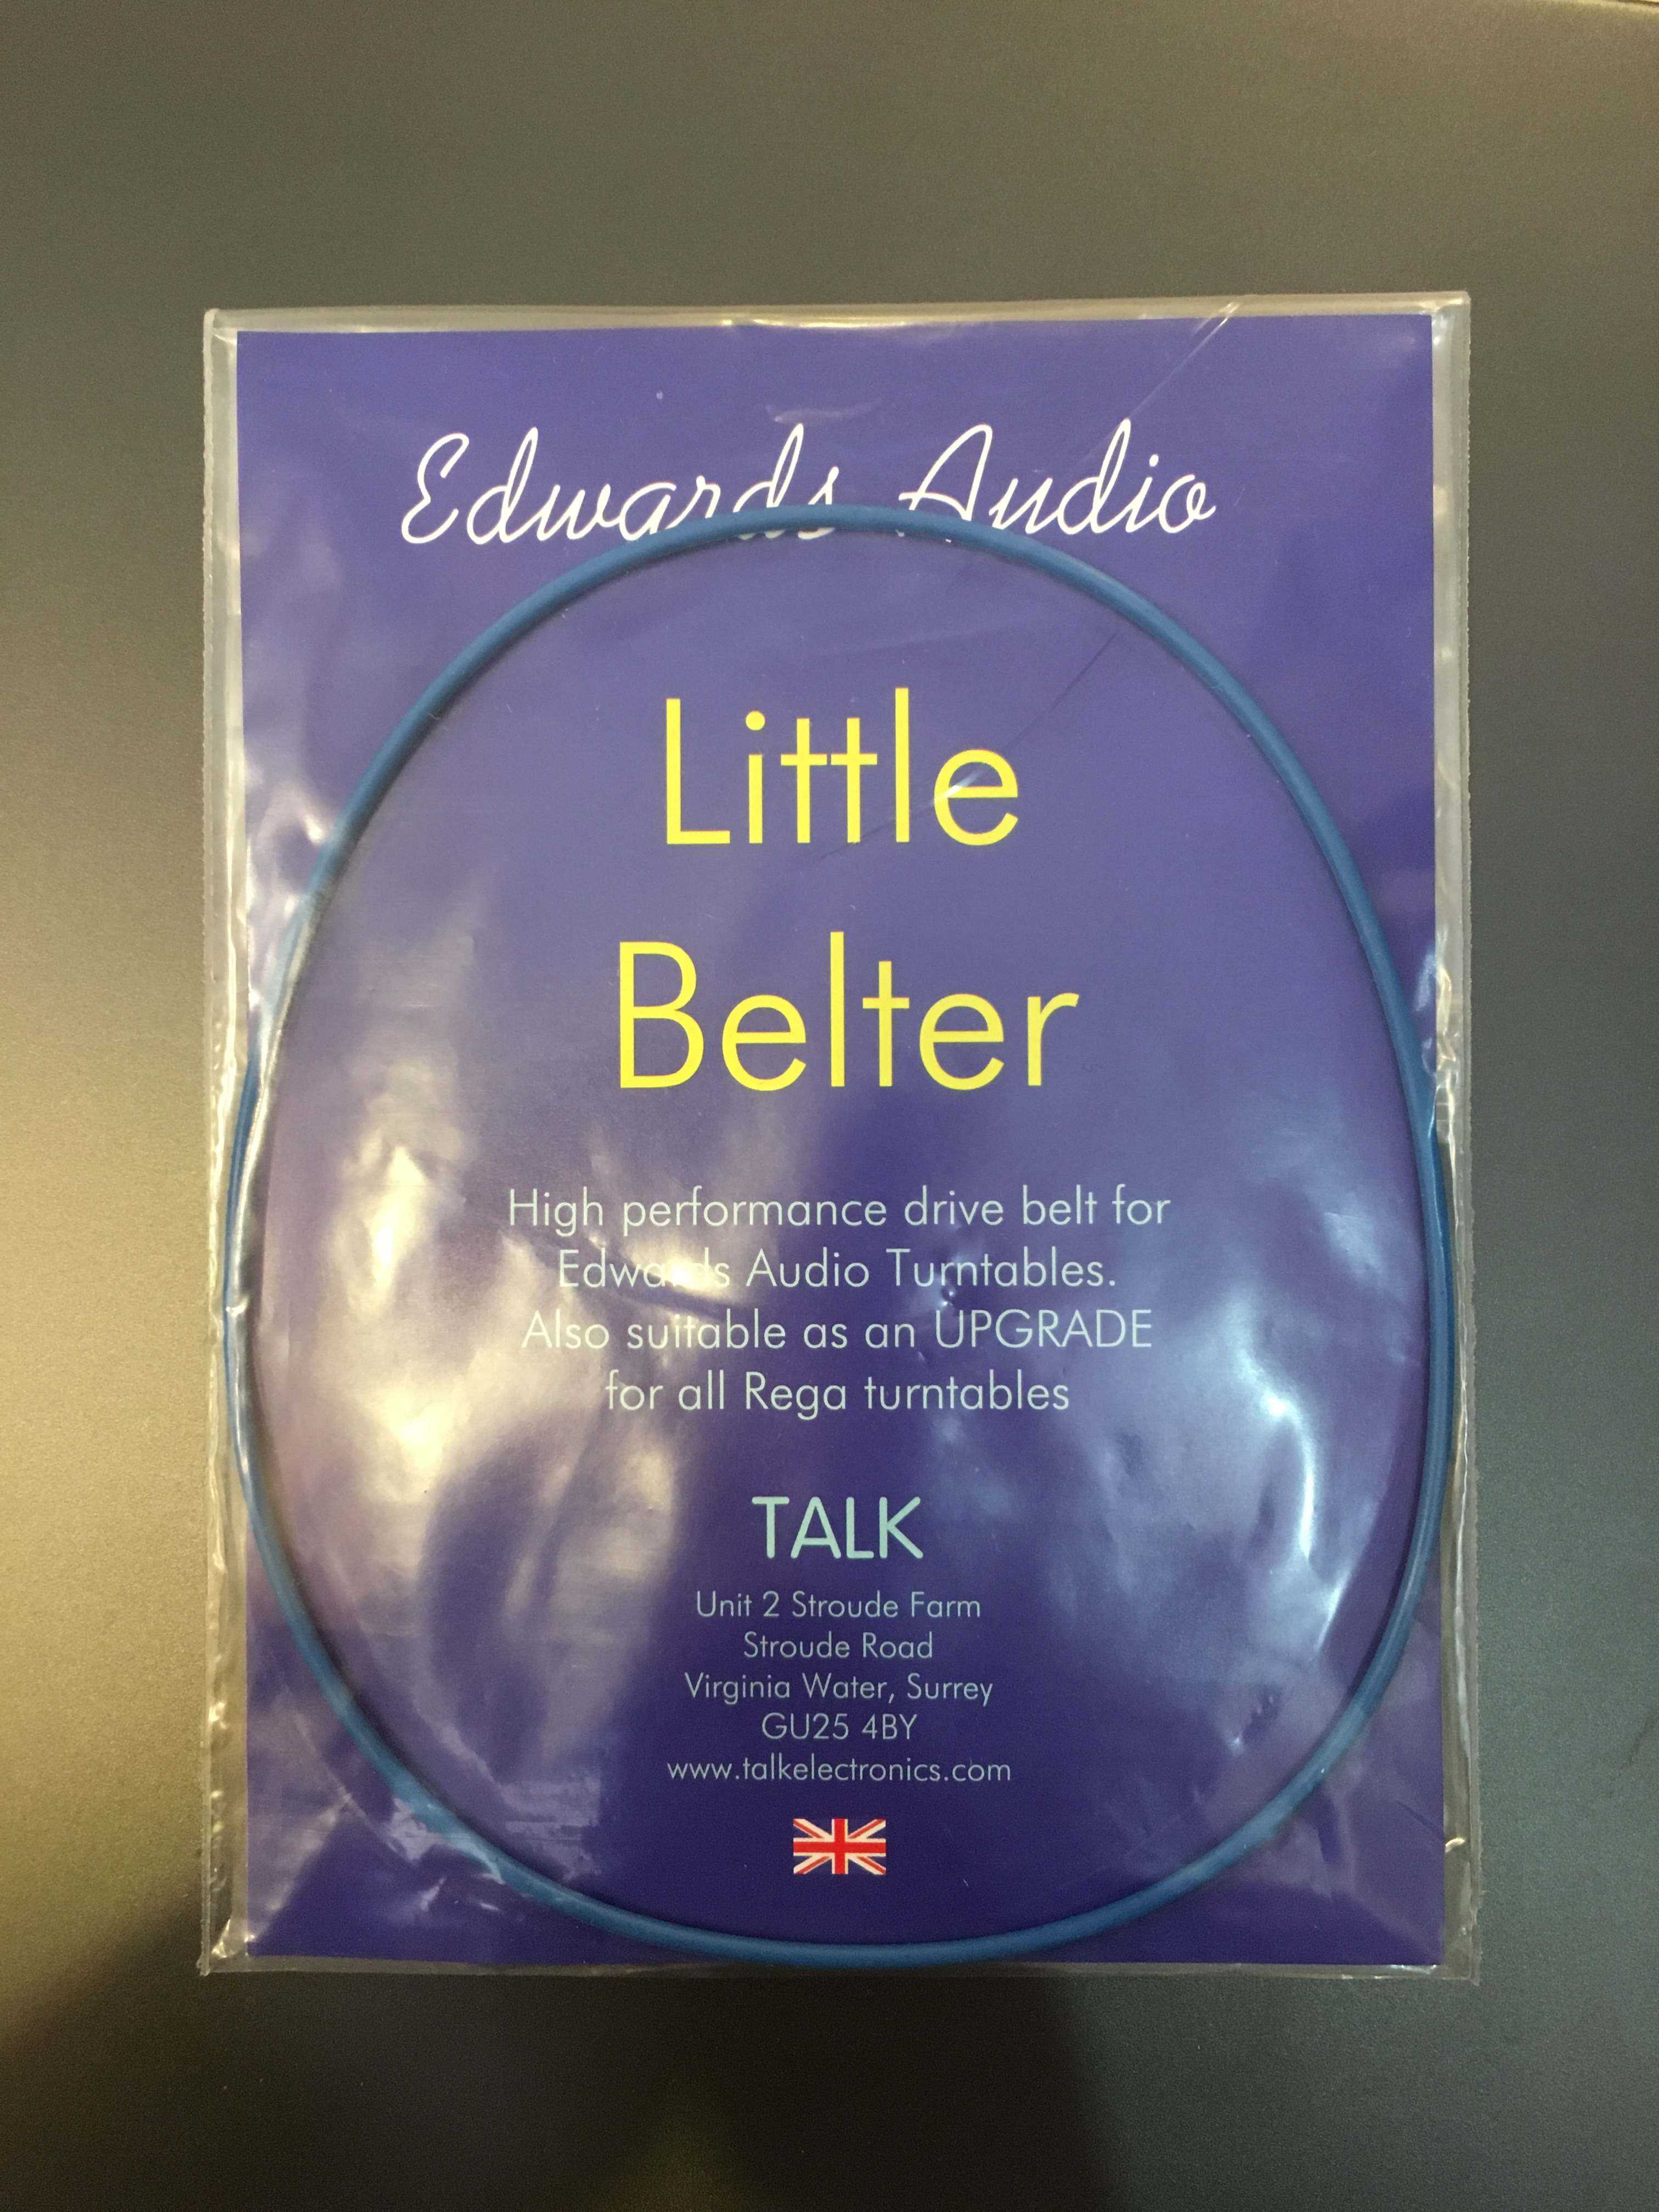 Edwards Audio
Little
Belter
High performance drive belt for
Edwards Audio Turntables.
Also suitable as an UPGRADE
for all Rega turntables
TALK
Unit 2 Stroude Farm
Stroude Road
Virginia Water, Surrey
GU25 4BY
www.talkelectronics.com